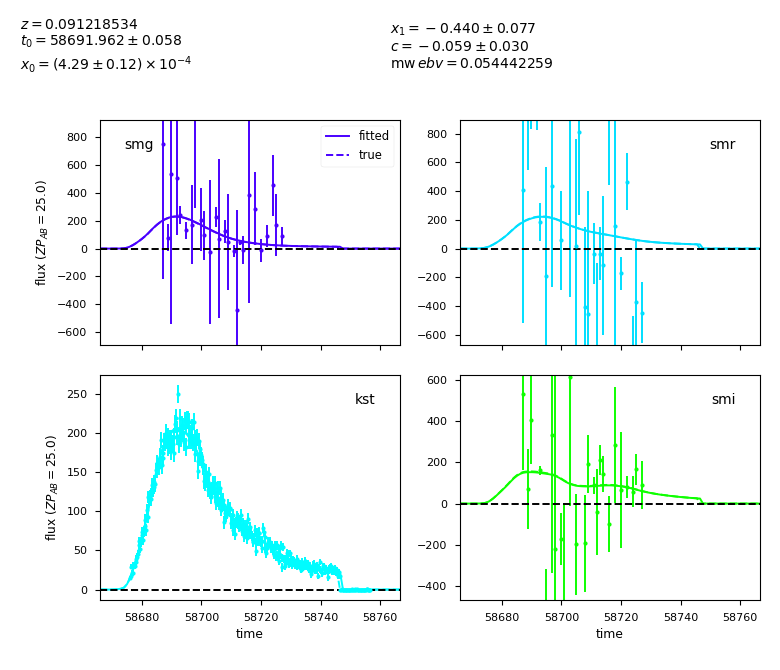 z = 0.091218534
t₀ = 58691.962 ± 0.058
x₀ = (4.29 ± 0.12) × 10⁻⁴
x₁ = −0.440 ± 0.077
c = −0.059 ± 0.030
mw ebv = 0.054442259
smg
fitted
true
800
600
400
200
0
−200
−400
−600
flux (ZP_AB = 25.0)
smr
800
600
400
200
0
−200
−400
−600
kst
250
200
150
100
50
0
flux (ZP_AB = 25.0)
58680 58700 58720 58740 58760
time
smi
600
400
200
0
−200
−400
58680 58700 58720 58740 58760
time